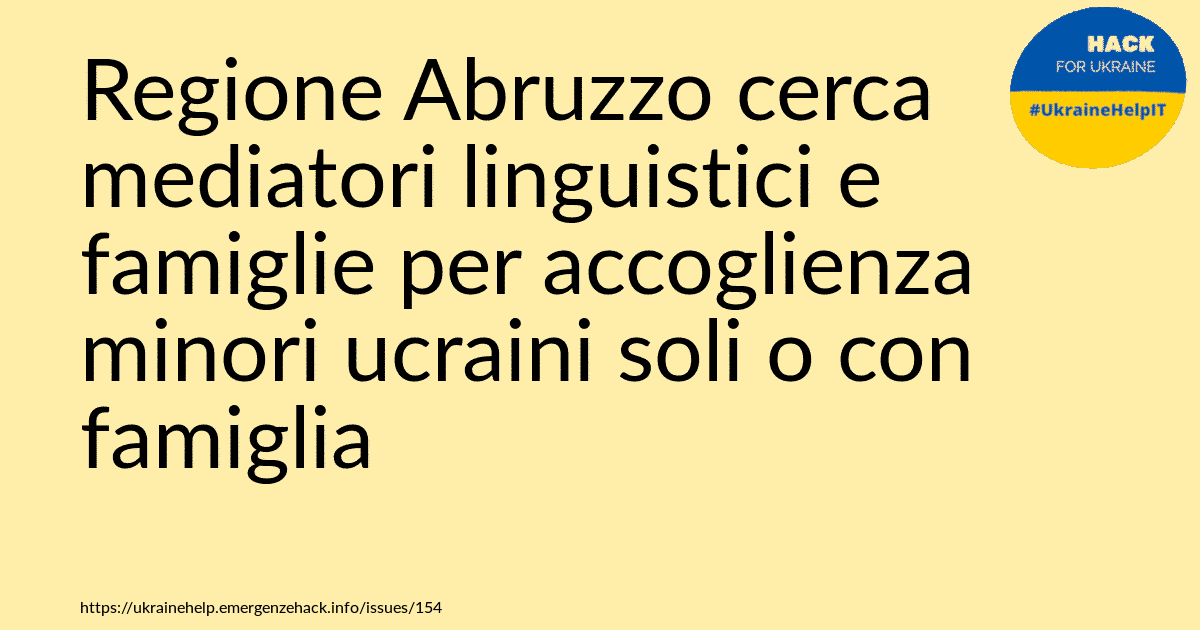 Regione Abruzzo cerca
mediatori linguistici e
famiglie per accoglienza
minori ucraini soli o con
famiglia
HACK
FOR UKRAINE
#UkraineHelpIT
https://ukrainehelp.emergenzehack.info/issues/154